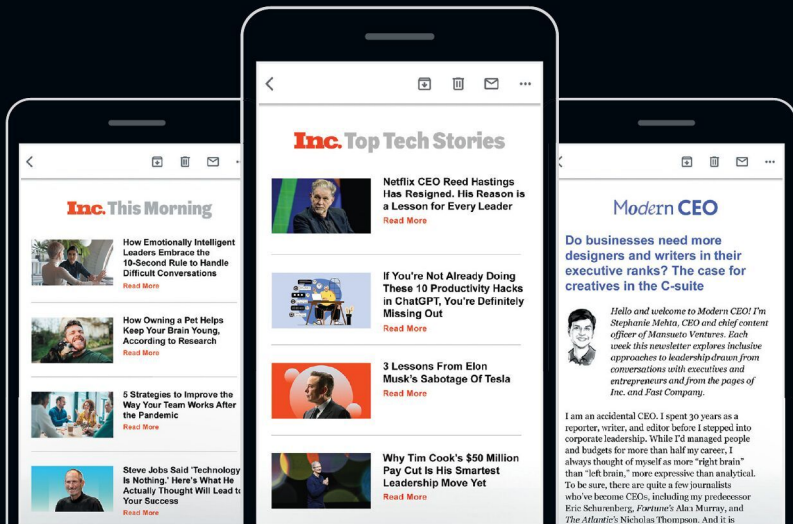 Inc. This Morning
How Emotionally Intelligent
Leaders Embrace the
10-Second Rule to Handle
Difficult Conversations
Read More
How Owning a Pet Helps
Keep Your Brain Young,
According to Research
Read More
5 Strategies to Improve the
Way Your Team Works After
the Pandemic
Read More
Steve Jobs Said 'Technology
Is Nothing.' Here's What He
Actually Thought Will Lead to
Your Success
Read More
Inc. Top Tech Stories
Netflix CEO Reed Hastings
Has Resigned. His Reason is
a Lesson for Every Leader
Read More
If You're Not Already Doing
These 10 Productivity Hacks
in ChatGPT, You're Definitely
Missing Out
Read More
3 Lessons From Elon
Musk's Sabotage Of Tesla
Read More
Why Tim Cook's $50 Million
Pay Cut Is His Smartest
Leadership Move Yet
Read More
Modern CEO
Do businesses need more
designers and writers in their
executive ranks? The case for
creatives in the C-suite
Hello and welcome to Modern CEO! I'm
Stephanie Mehta, CEO and chief content
officer of Mansueto Ventures. Each
week this newsletter explores inclusive
approaches to leadership drawn from
conversations with executives and
entrepreneurs and from the pages of
Inc. and Fast Company.
I am an accidental CEO. I spent 30 years as a
reporter, writer, and editor before I stepped into
corporate leadership. While I'd managed people
and budgets for more than half my career, I
always thought of myself as more "right brain"
than "left brain," more expressive than analytical.
To be sure, there are quite a few journalists
who've become CEOs, including my predecessor
Eric Schurenberg, Fortune's Alan Murray, and
The Atlantic's Nicholas Thompson. And it is